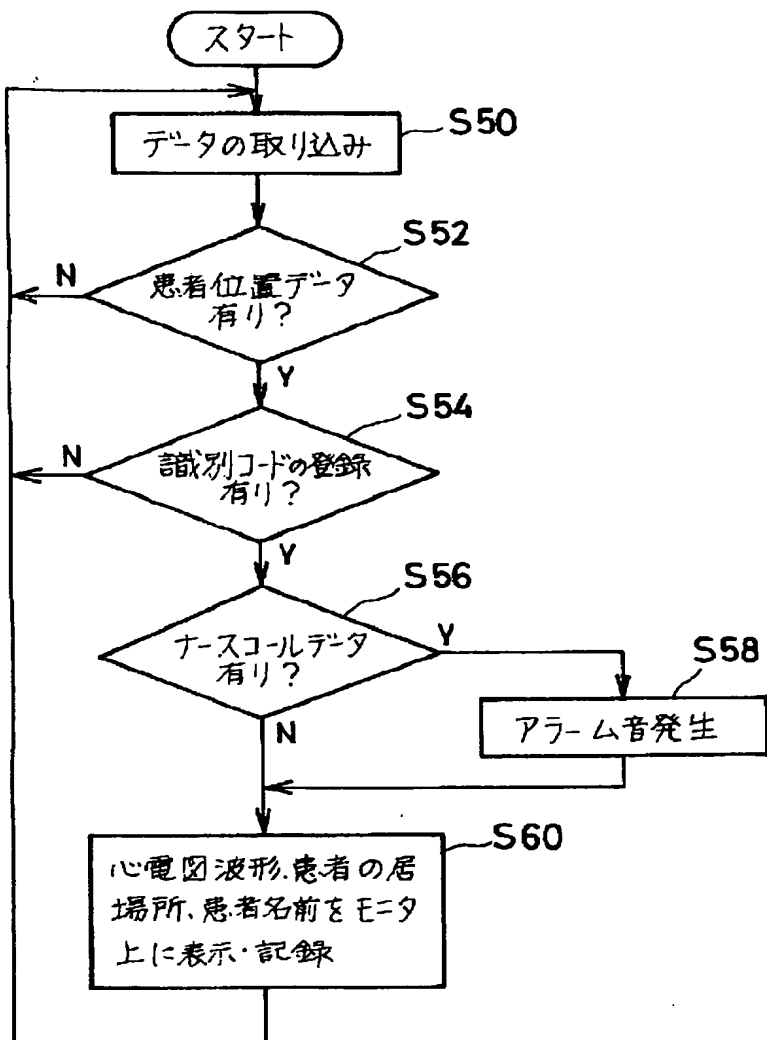 スタート
データの取り込み
S50
S52
患者位置データ
有り?
N
Y
S54
識別コードの登録
有り?
N
Y
S56
ナースコールデータ
有り?
Y
N
S58
アラーム音発生
S60
心電図波形、患者の居
場所、患者名前をモニタ
上に表示・記録